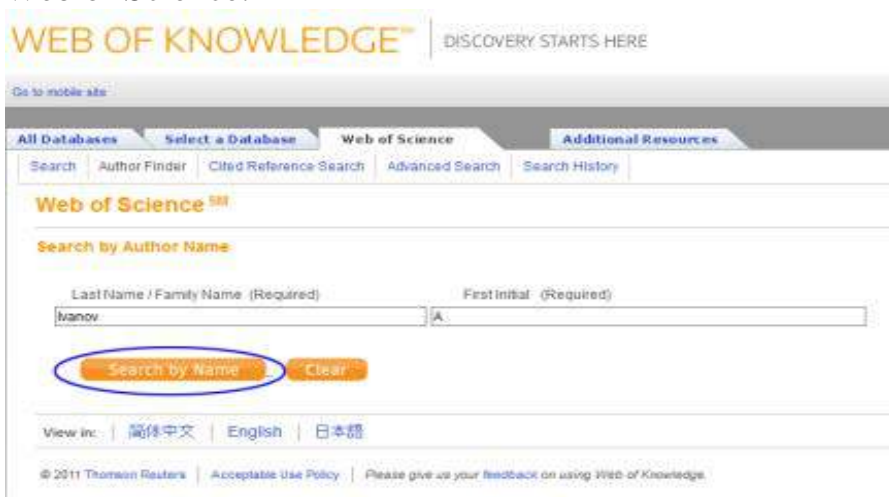 WEB OF KNOWLEDGE℠ | DISCOVERY STARTS HERE
Go to mobile site
All Databases Select a Database Web of Science Additional Resources
Search | Author Finder | Cited Reference Search | Advanced Search | Search History
Web of Science ℠
Search by Author Name
Last Name / Family Name (Required) First Initial (Required)
Ivanov A
Search by Name Clear
View in: | 简体中文 | English | 日本語
© 2011 Thomson Reuters | Acceptable Use Policy | Please give us your feedback on using Web of Knowledge.